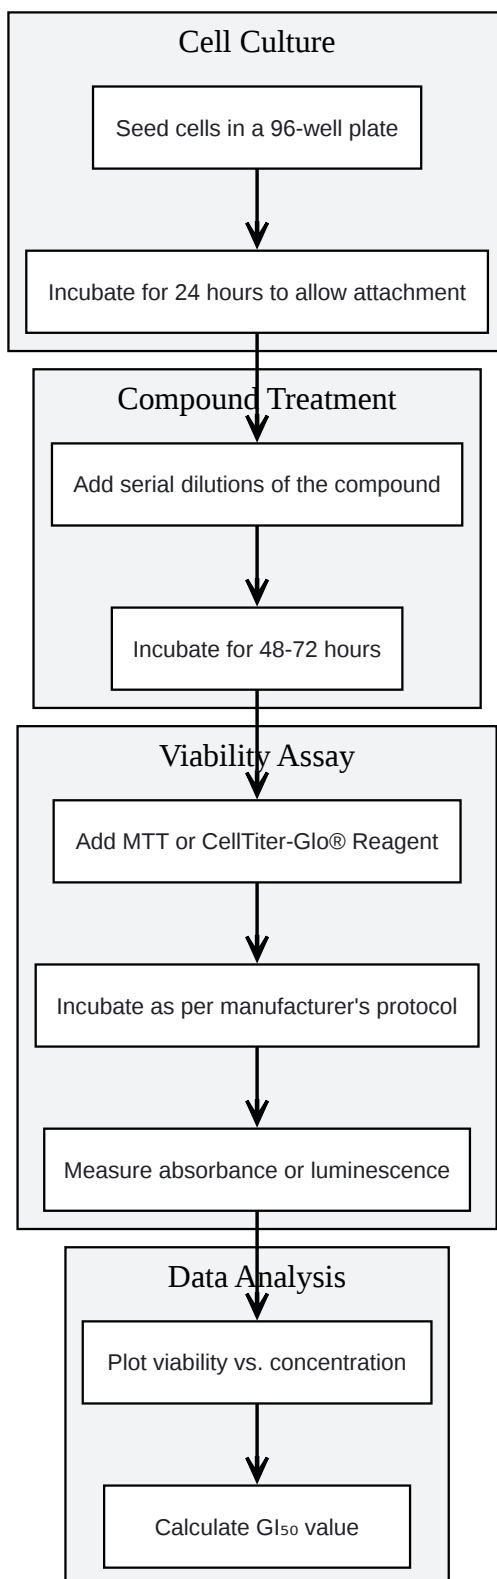 Cell Culture
Seed cells in a 96-well plate
Incubate for 24 hours to allow attachment
Compound Treatment
Add serial dilutions of the compound
Incubate for 48-72 hours
Viability Assay
Add MTT or CellTiter-Glo® Reagent
Incubate as per manufacturer's protocol
Measure absorbance or luminescence
Data Analysis
Plot viability vs. concentration
Calculate GI₅₀ value